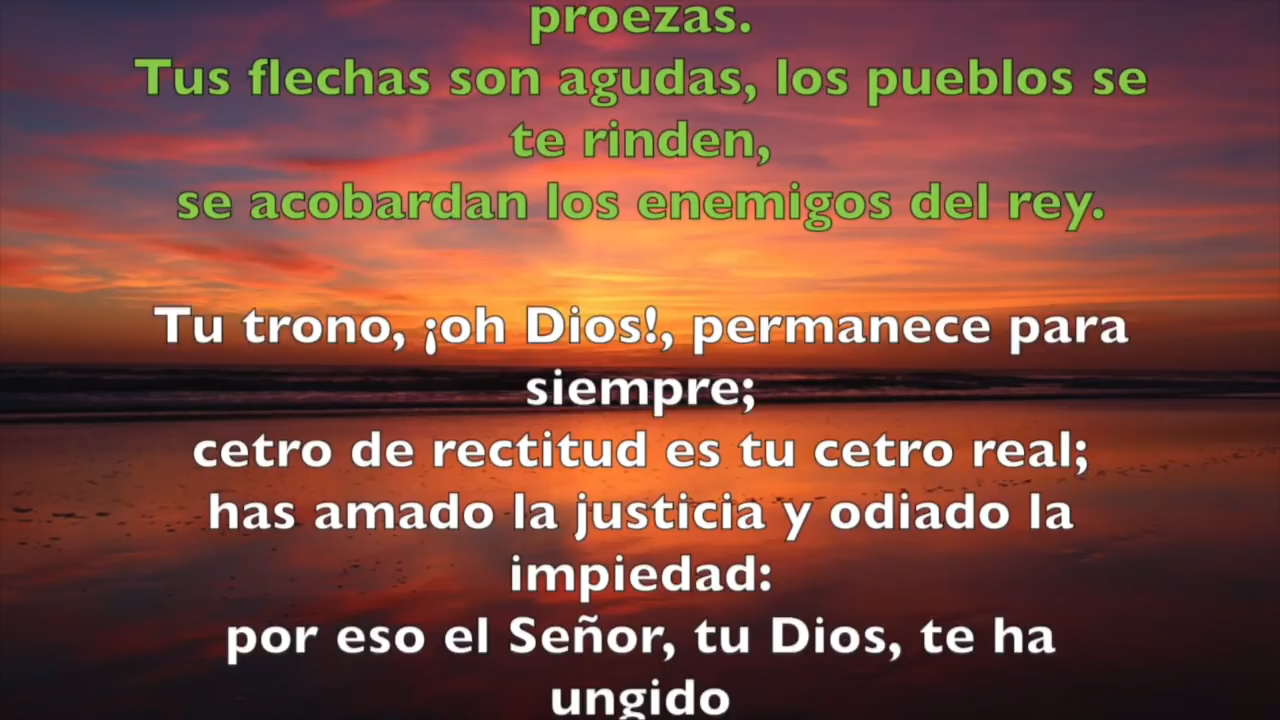 proezas.
Tus flechas son agudas, los pueblos se
te rinden,
se acobardan los enemigos del rey.
Tu trono, ¡oh Dios!, permanece para
siempre;
cetro de rectitud es tu cetro real;
has amado la justicia y odiado la
impiedad:
por eso el Señor, tu Dios, te ha
ungido